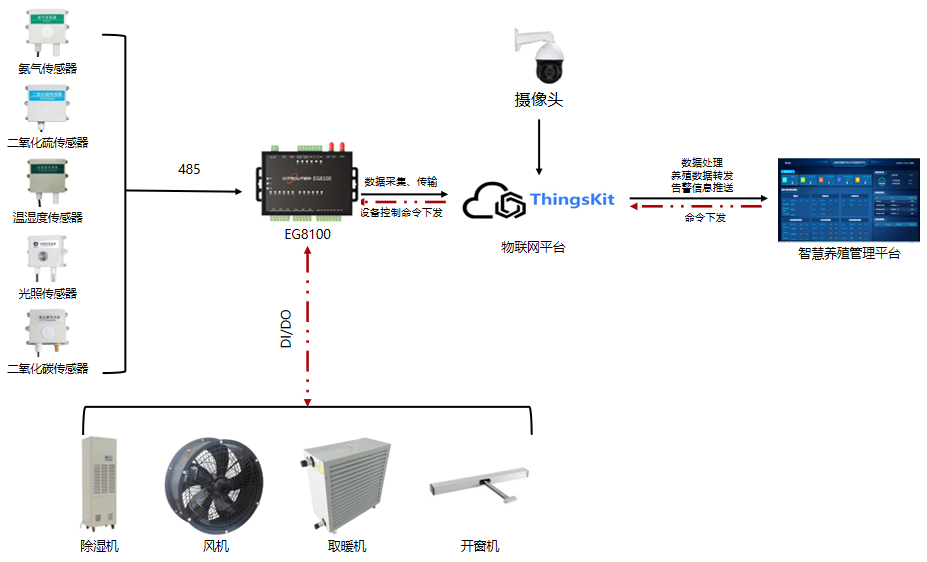 氨气传感器
二氧化硫传感器
温湿度传感器
光照传感器
二氧化碳传感器
485
EG8100
EG8100
DI/DO
数据采集、传输
设备控制命令下发
摄像头
ThingsKit
物联网平台
数据处理
养殖数据转发
告警信息推送
命令下发
智慧养殖管理平台
除湿机
风机
取暖机
开窗机